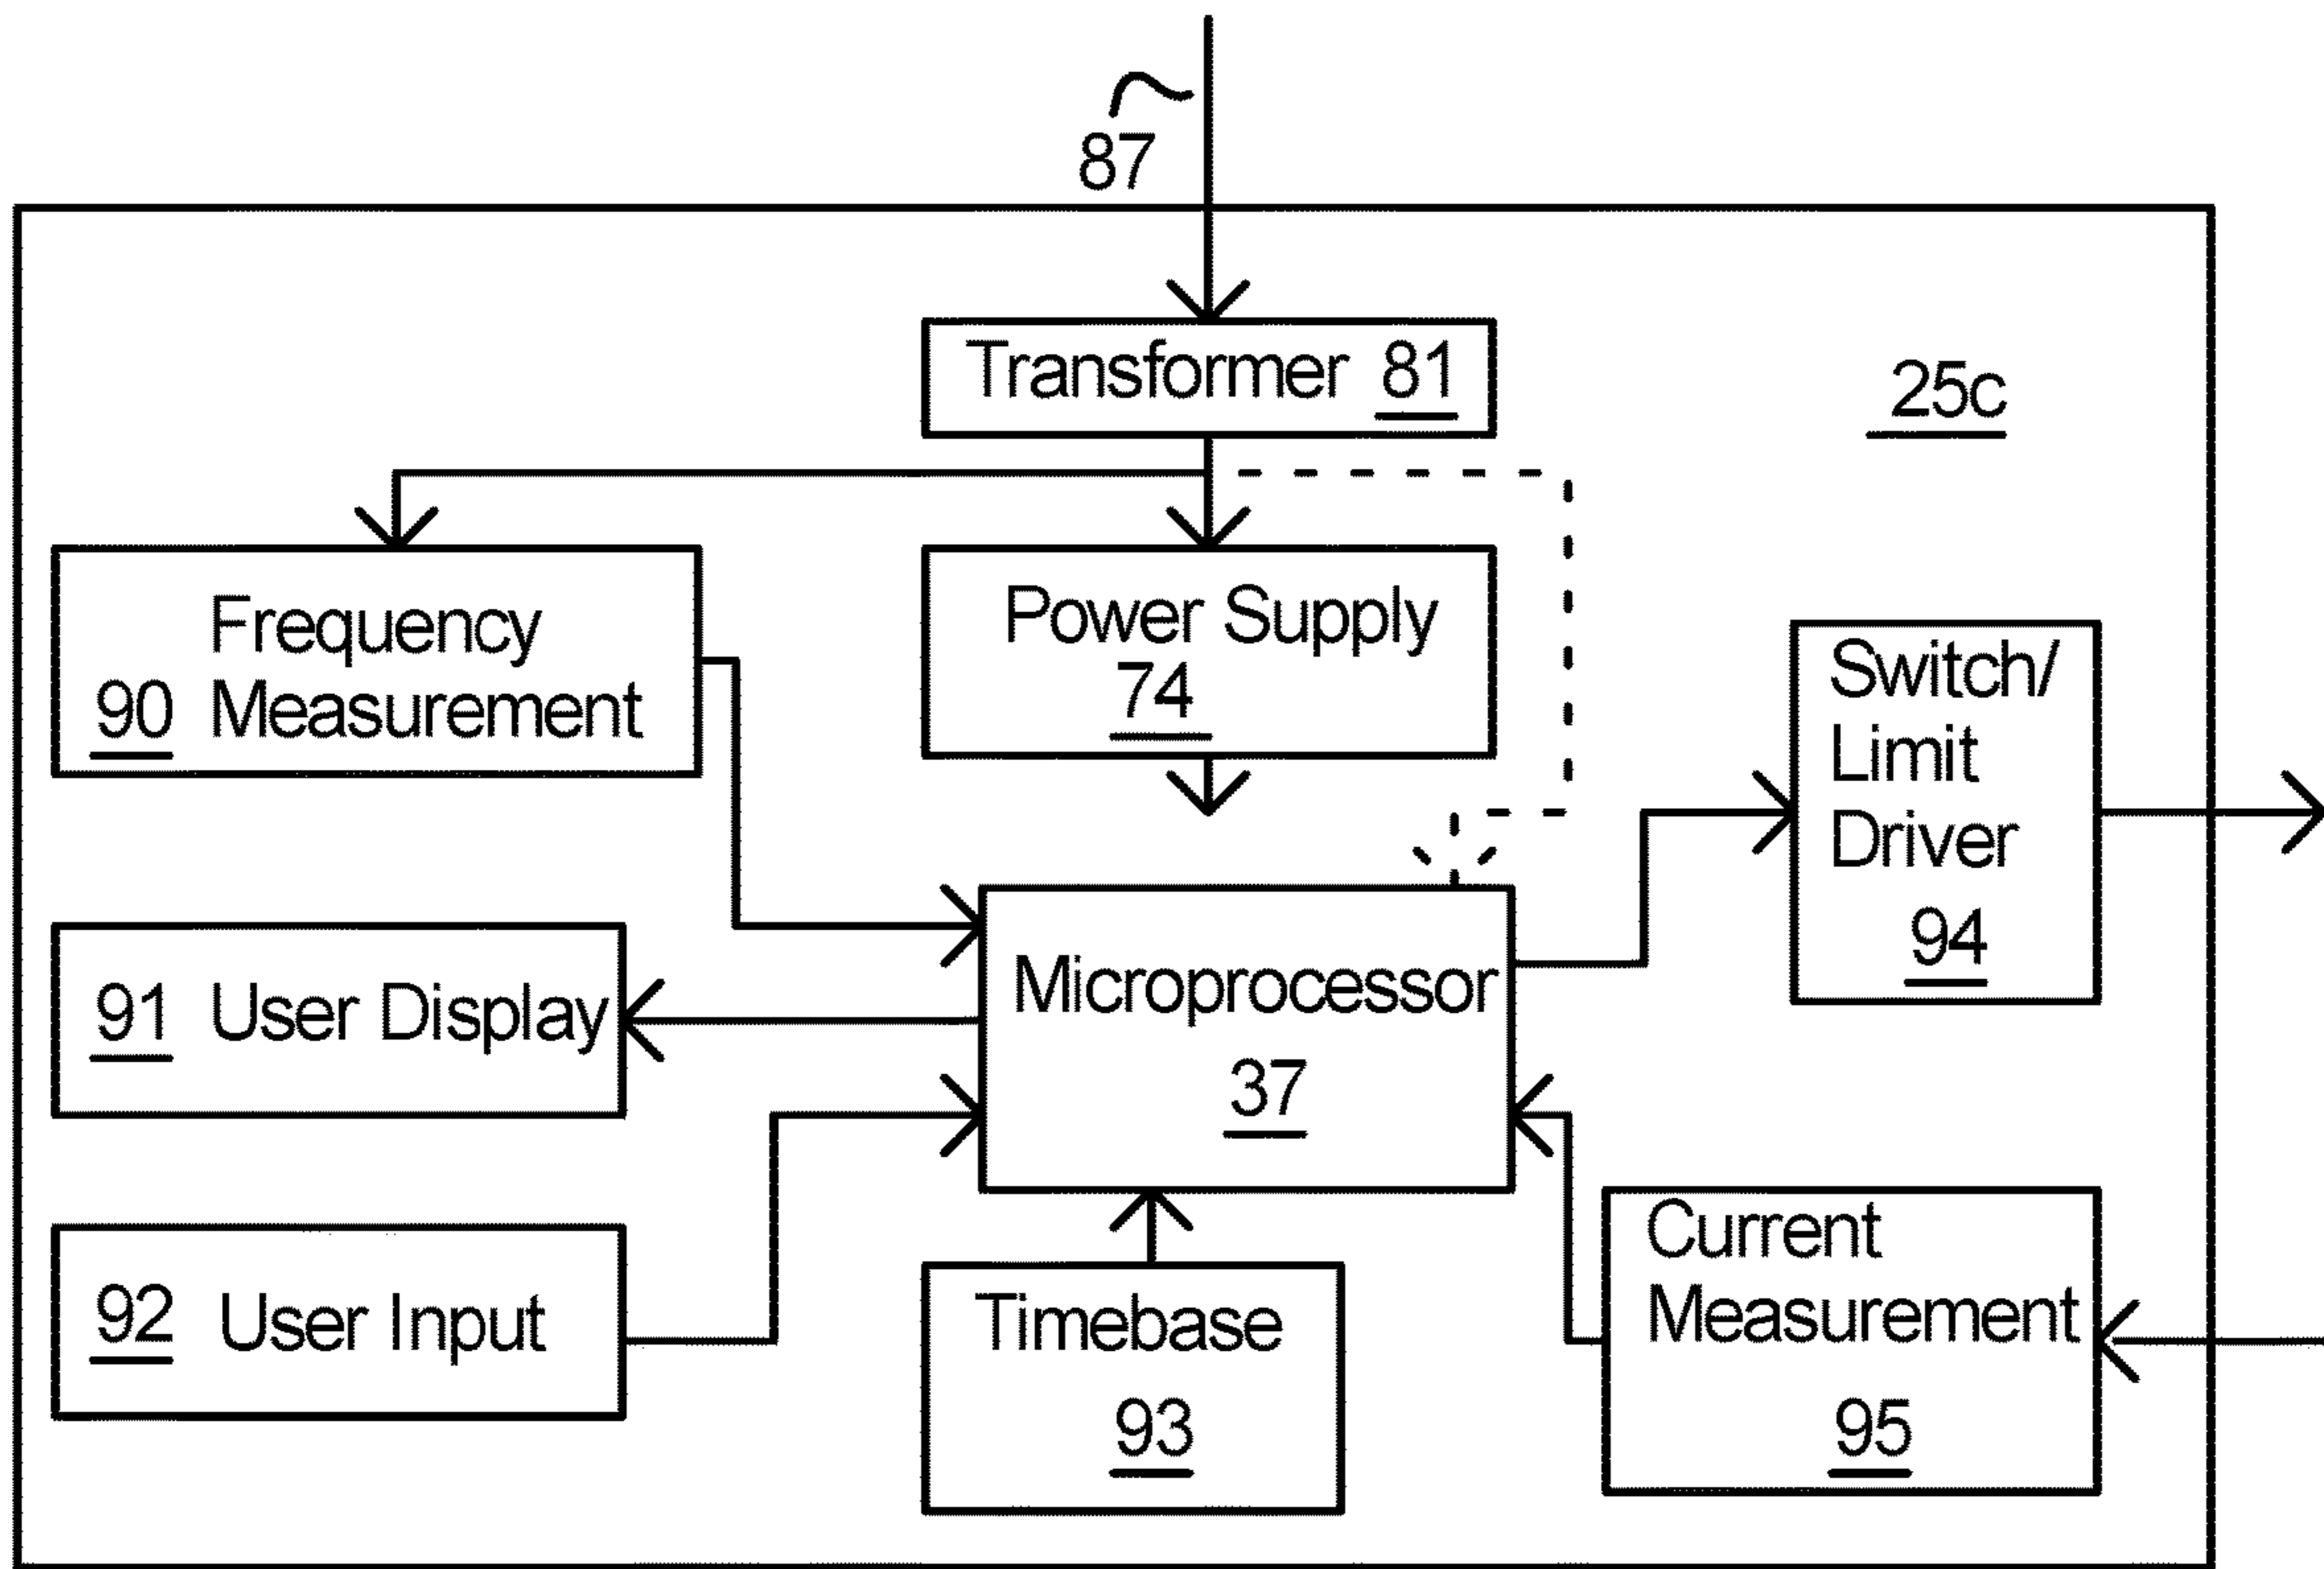 87
Transformer 81
25c
Frequency
90 Measurement
Power Supply
74
Switch/
Limit
Driver
94
91 User Display
Microprocessor
37
92 User Input
Timebase
93
Current
Measurement
95